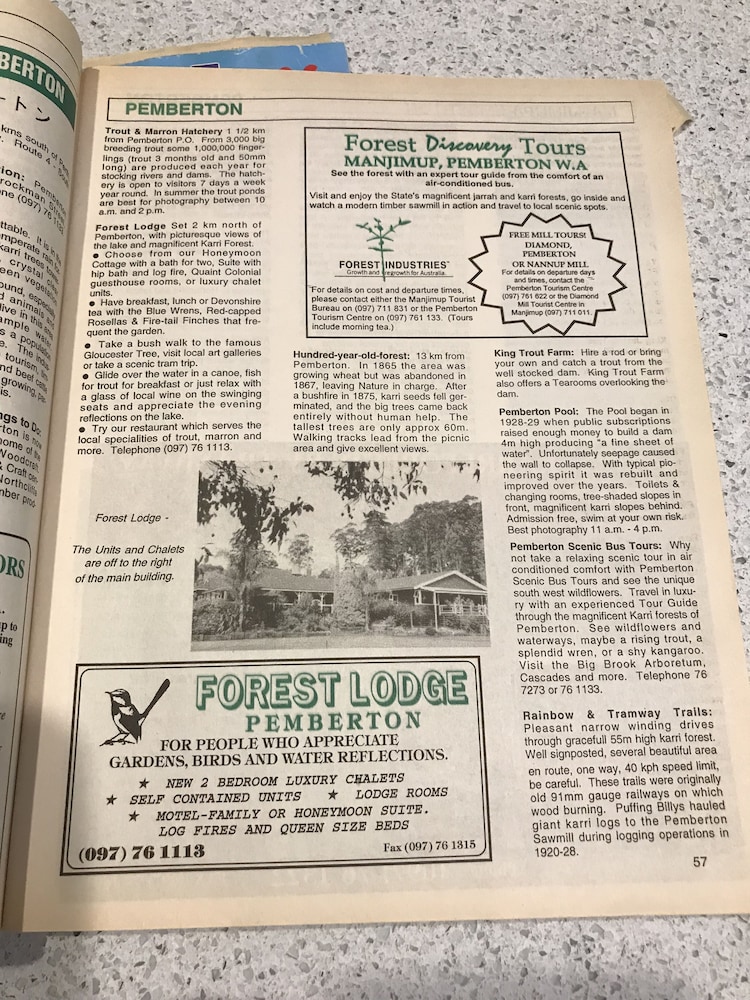 BERTON
ートン
kms south of
Route 4
PEMBERTON
Trout & Marron Hatchery 1 1/2 km
from Pemberton P.O. From 3,000 big
breeding trout some 1,000,000 finger-
lings (trout 3 months old and 50mm
long) are produced each year for
stocking rivers and dams. The hatch-
ery is open to visitors 7 days a week
year round. In summer the trout ponds
are best for photography between 10
a.m. and 2 p.m.
Forest Lodge Set 2 km north of
Pemberton, with picturesque views of
the lake and magnificent Karri Forest.
● Choose from our Honeymoon
Cottage with a bath for two, Suite with
hip bath and log fire, Quaint Colonial
guesthouse rooms, or luxury chalet
units.
● Have breakfast, lunch or Devonshire
tea with the Blue Wrens, Red-capped
Rosellas & Fire-tail Finches that fre-
quent the garden.
● Take a bush walk to the famous
Gloucester Tree, visit local art galleries
or take a scenic tram trip.
● Glide over the water in a canoe, fish
for trout for breakfast or just relax with
a glass of local wine on the swinging
seats and appreciate the evening
reflections on the lake.
● Try our restaurant which serves the
local specialities of trout, marron and
more. Telephone (097) 76 1113.
Forest Discovery Tours
MANJIMUP, PEMBERTON W.A
See the forest with an expert tour guide from the comfort of an
air-conditioned bus.
Visit and enjoy the State's magnificent jarrah and karri forests, go inside and
watch a modern timber sawmill in action and travel to local scenic spots.
FOREST INDUSTRIES™
Growth and regrowth for Australia.
For details on cost and departure times,
please contact either the Manjimup Tourist
Bureau on (097) 711 831 or the Pemberton
Tourism Centre on (097) 761 133. (Tours
include morning tea.)
FREE MILL TOURS!
DIAMOND,
PEMBERTON
OR NANNUP MILL
For details on departure days
and times, contact the
Pemberton Tourism Centre
(097) 761 622 or the Diamond
Mill Tourist Centre in
Manjimup (097) 711 011.
Hundred-year-old-forest: 13 km from
Pemberton. In 1865 the area was
growing wheat but was abandoned in
1867, leaving Nature in charge. After
a bushfire in 1875, karri seeds fell ger-
minated, and the big trees came back
entirely without human help. The
tallest trees are only approx 60m.
Walking tracks lead from the picnic
area and give excellent views.
King Trout Farm: Hire a rod or bring
your own and catch a trout from the
well stocked dam. King Trout Farm
also offers a Tearooms overlooking the
dam.
Pemberton Pool: The Pool began in
1928-29 when public subscriptions
raised enough money to build a dam
4m high producing "a fine sheet of
water". Unfortunately seepage caused
the wall to collapse. With typical pio-
neering spirit it was rebuilt and
improved over the years. Toilets &
changing rooms, tree-shaded slopes in
front, magnificent karri slopes behind.
Admission free, swim at your own risk.
Best photography 11 a.m. - 4 p.m.
Pemberton Scenic Bus Tours: Why
not take a relaxing scenic tour in air
conditioned comfort with Pemberton
Scenic Bus Tours and see the unique
south west wildflowers. Travel in luxu-
ry with an experienced Tour Guide
through the magnificent Karri forests of
Pemberton. See wildflowers and
waterways, maybe a rising trout, a
splendid wren, or a shy kangaroo.
Visit the Big Brook Arboretum,
Cascades and more. Telephone 76
7273 or 76 1133.
Rainbow & Tramway Trails:
Pleasant narrow winding drives
through gracefull 55m high karri forest.
Well signposted, several beautiful area
en route, one way, 40 kph speed limit,
be careful. These trails were originally
old 91mm gauge railways on which
wood burning. Puffing Billys hauled
giant karri logs to the Pemberton
Sawmill during logging operations in
1920-28.
Forest Lodge -
The Units and Chalets
are off to the right
of the main building.
FOREST LODGE
PEMBERTON
FOR PEOPLE WHO APPRECIATE
GARDENS, BIRDS AND WATER REFLECTIONS.
★ NEW 2 BEDROOM LUXURY CHALETS
★ SELF CONTAINED UNITS ★ LODGE ROOMS
★ MOTEL-FAMILY OR HONEYMOON SUITE.
LOG FIRES AND QUEEN SIZE BEDS
(097) 76 1113
Fax (097) 76 1315
57